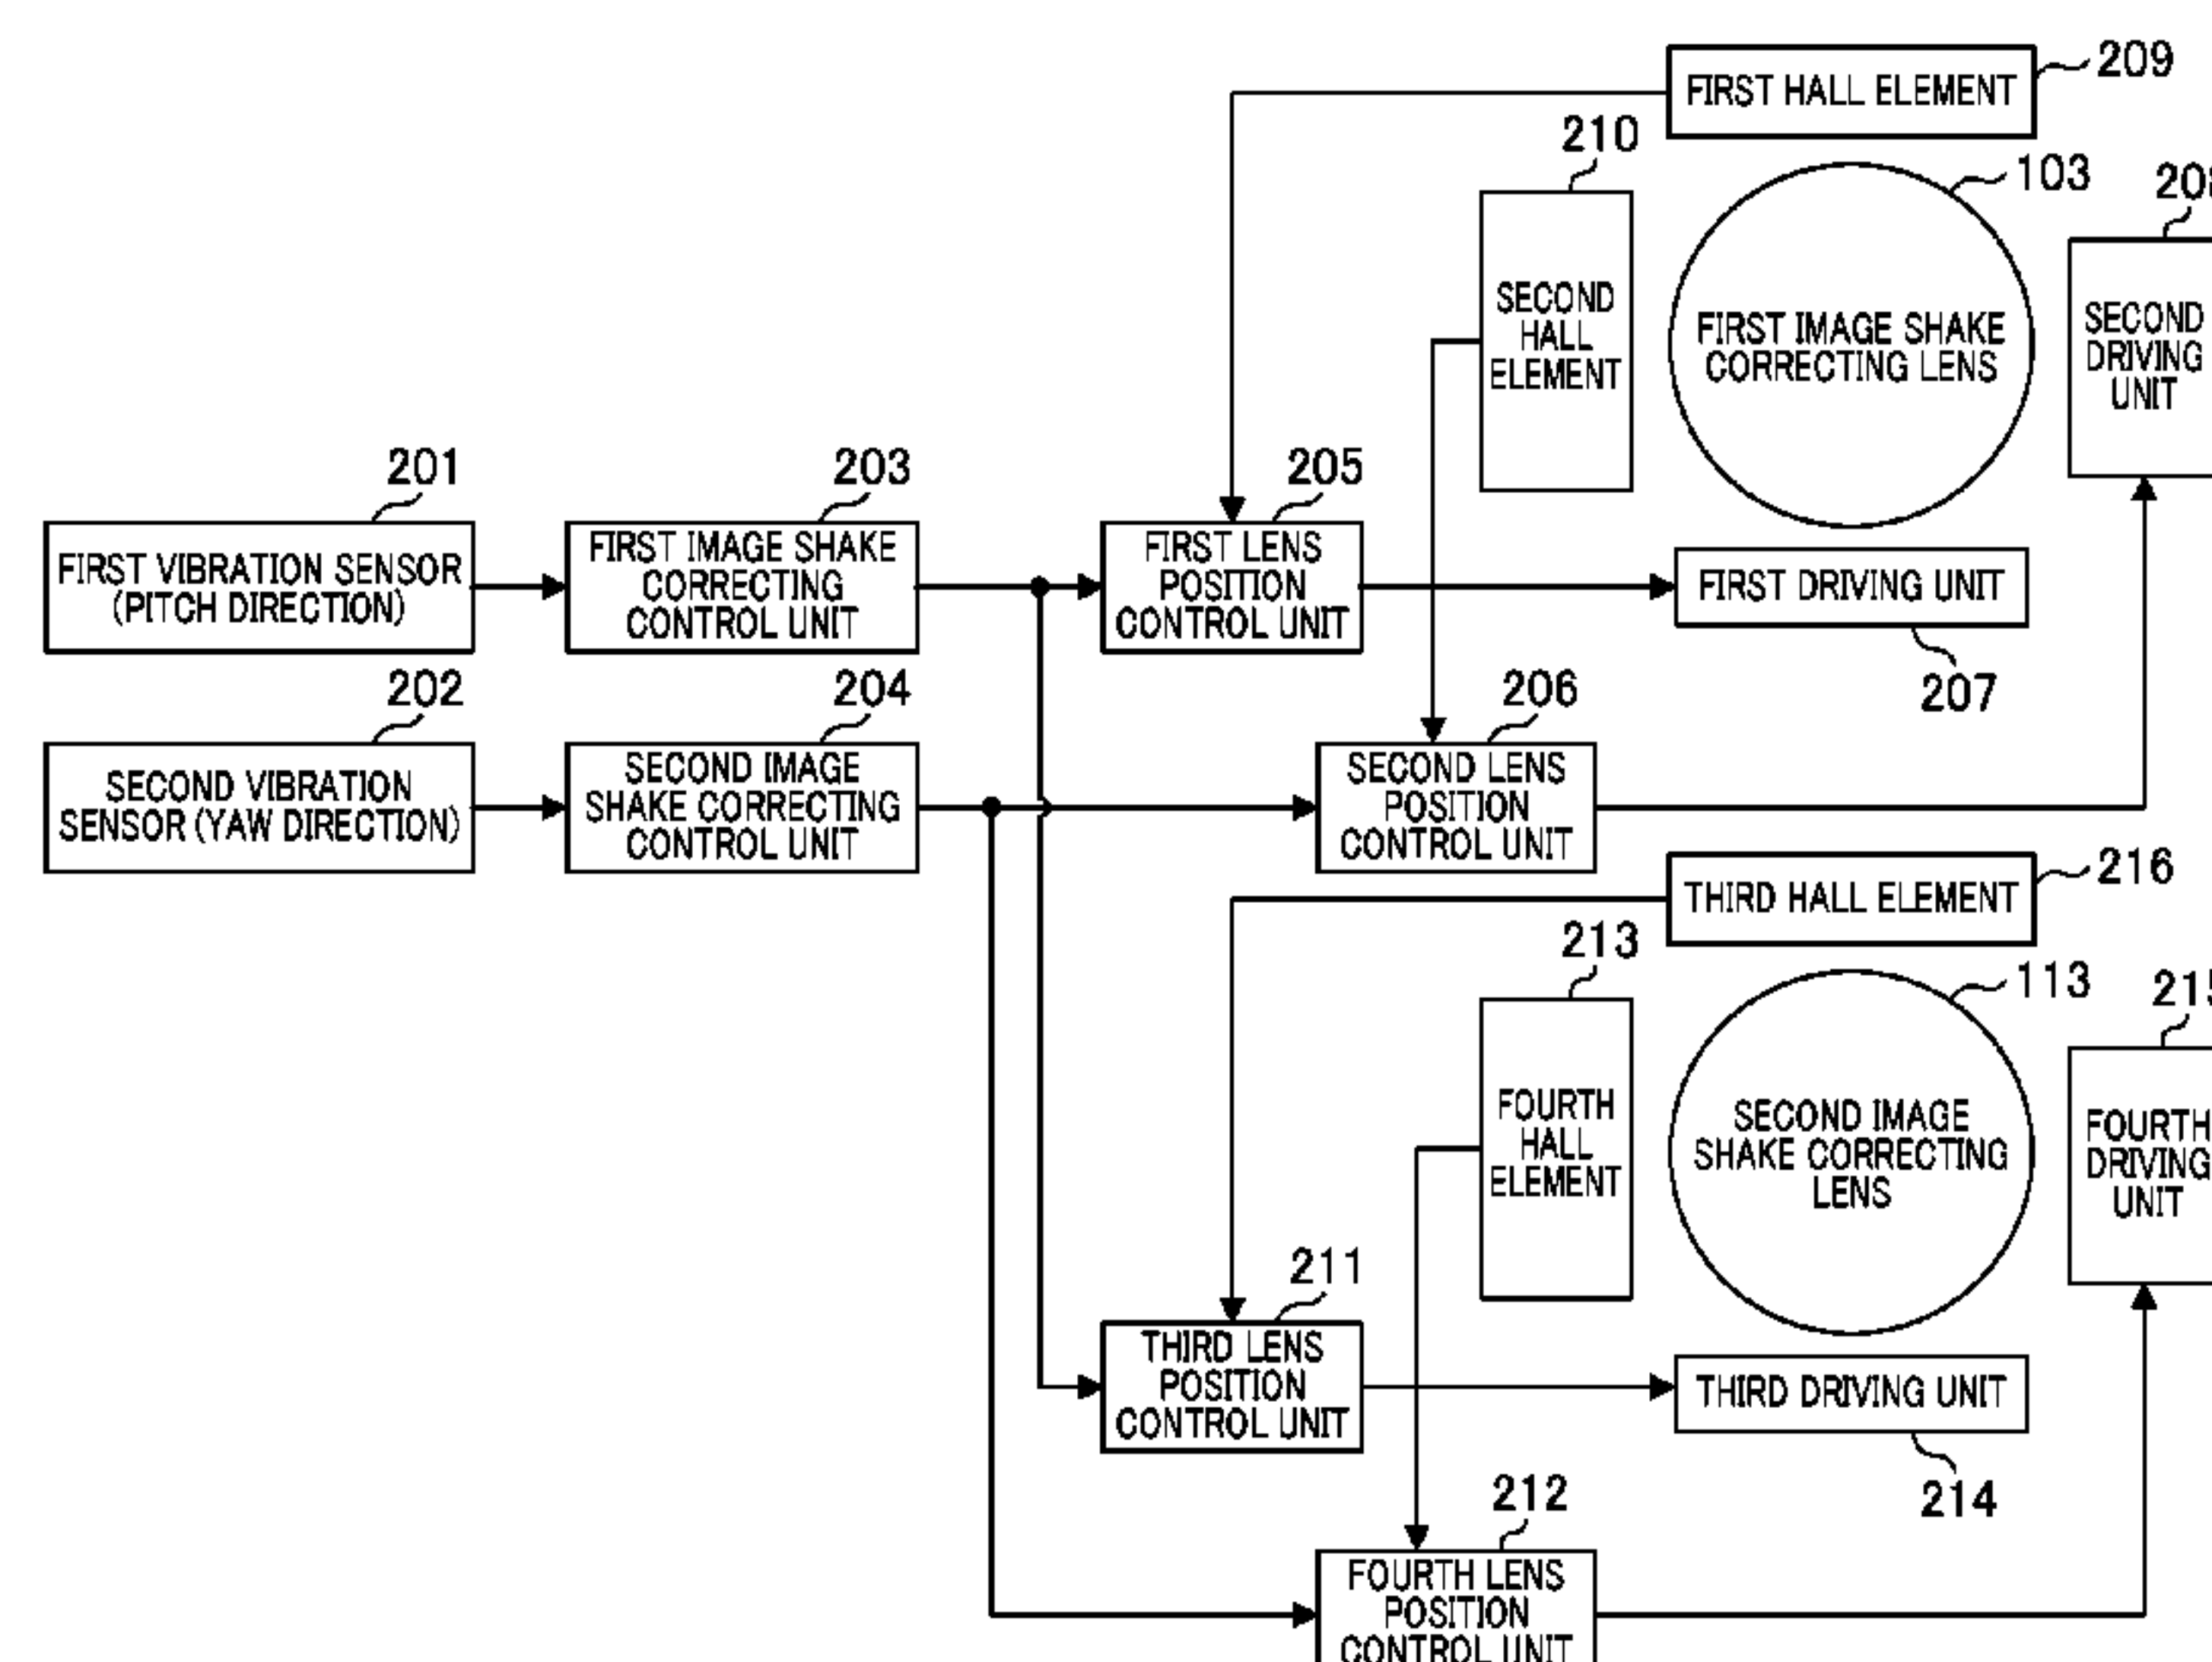 209
FIRST HALL ELEMENT
210
103
SECOND
HALL
ELEMENT
FIRST IMAGE SHAKE
CORRECTING LENS
SECOND
DRIVING
UNIT
201
203
205
FIRST VIBRATION SENSOR
(PITCH DIRECTION)
FIRST IMAGE SHAKE
CORRECTING
CONTROL UNIT
FIRST LENS
POSITION
CONTROL UNIT
FIRST DRIVING UNIT
207
202
204
206
SECOND VIBRATION
SENSOR (YAW DIRECTION)
SECOND IMAGE
SHAKE CORRECTING
CONTROL UNIT
SECOND LENS
POSITION
CONTROL UNIT
216
THIRD HALL ELEMENT
213
113
FOURTH
HALL
ELEMENT
SECOND IMAGE
SHAKE CORRECTING
LENS
FOURTH
DRIVING
UNIT
211
THIRD LENS
POSITION
CONTROL UNIT
THIRD DRIVING UNIT
214
212
FOURTH LENS
POSITION
CONTROL UNIT